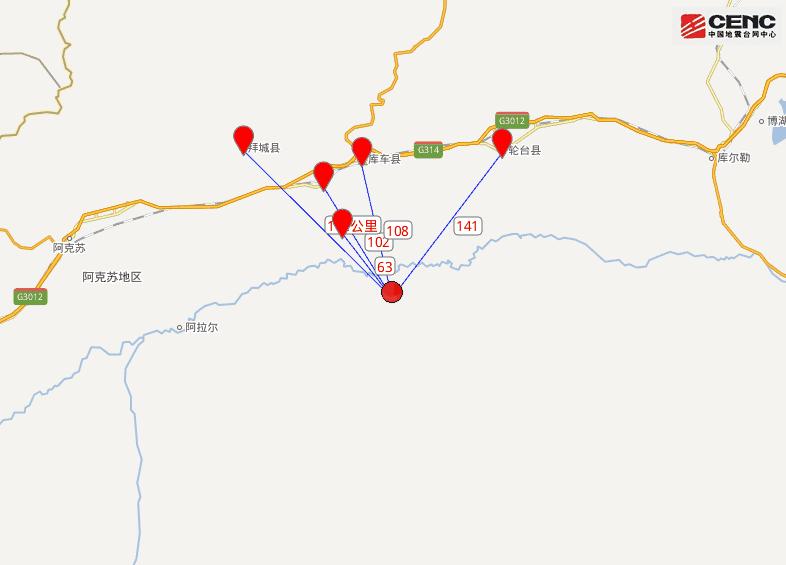 CENC
中国地震台网中心
G3012
博湖
拜城县
库车县
G314
轮台县
库尔勒
公里
108
141
102
阿克苏
63
阿克苏地区
G3012
阿拉尔